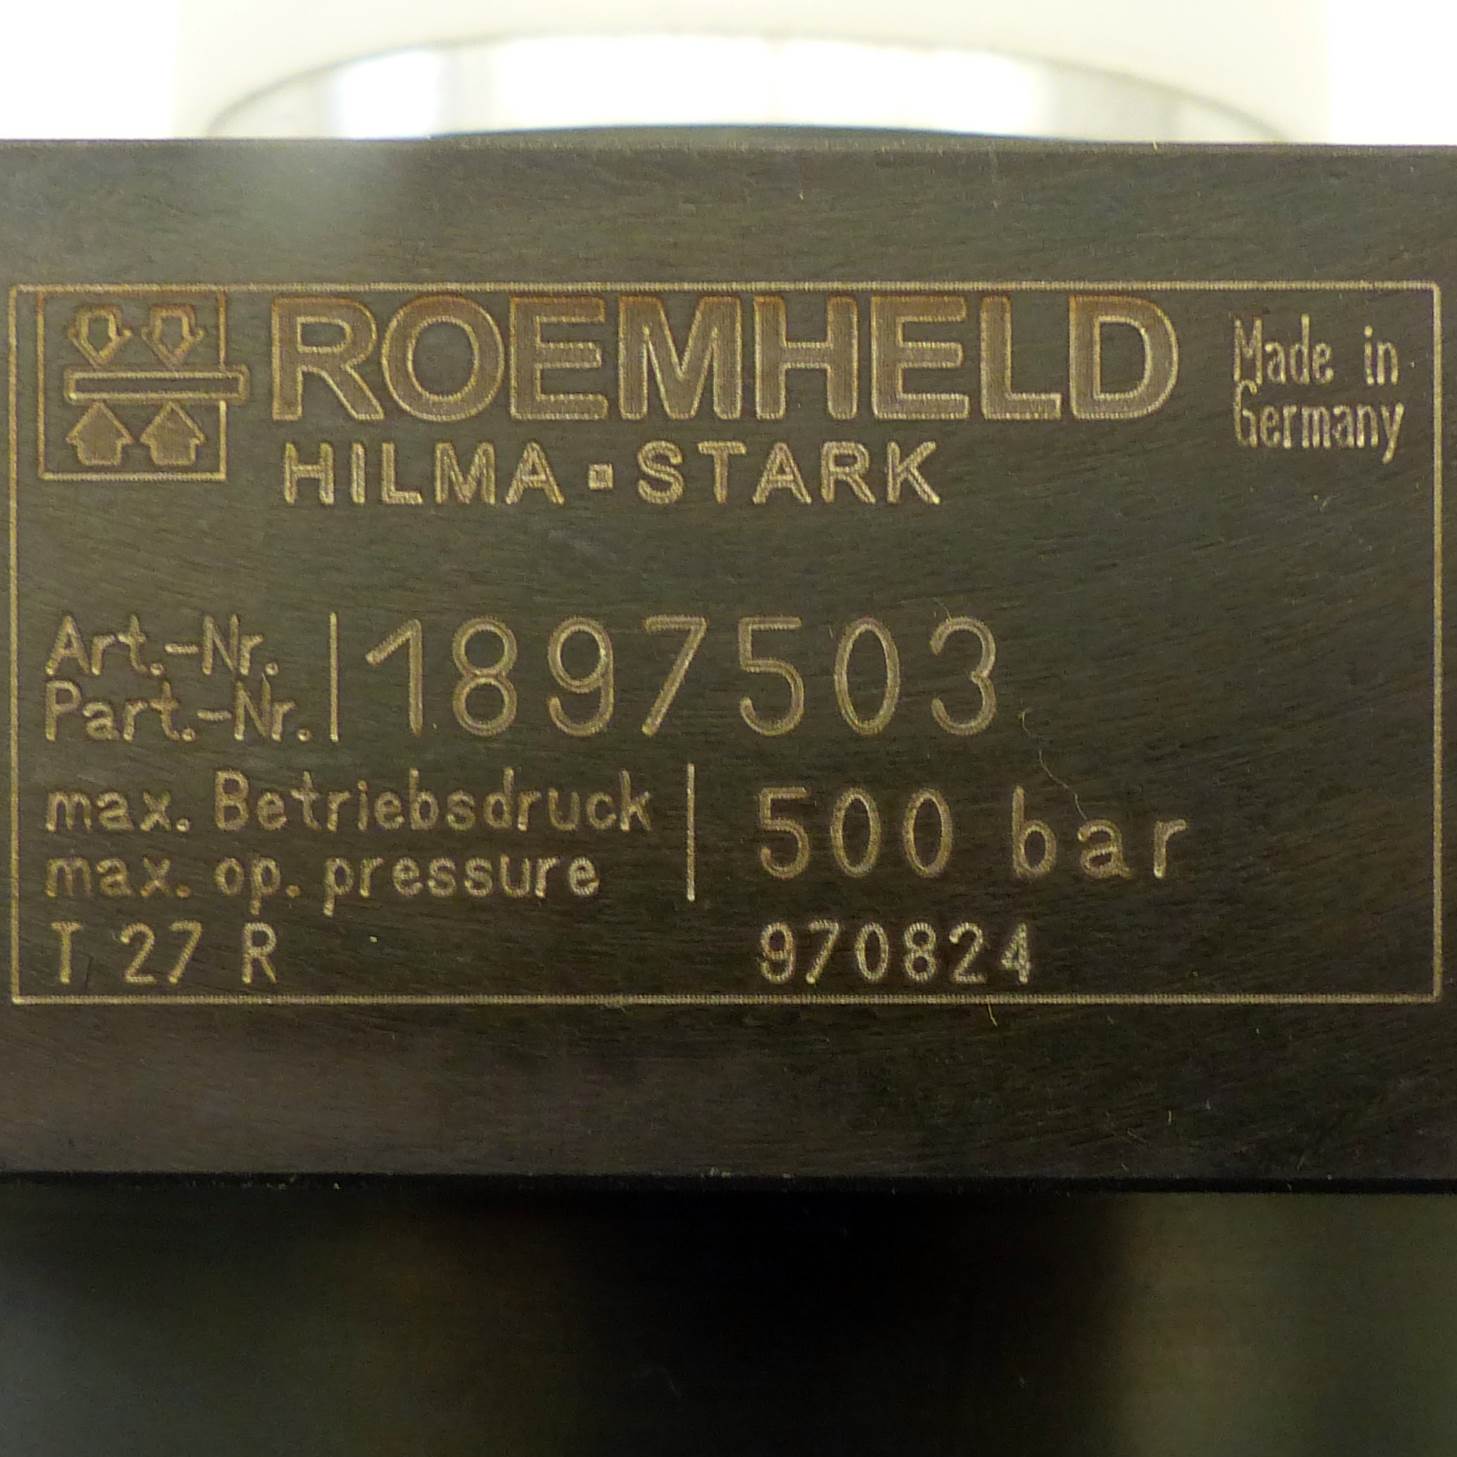 ROEMHELD
HILMA ▪ STARK
Made in
Germany
Art.-Nr.
Part.-Nr.
1897503
max. Betriebsdruck
max. op. pressure
500 bar
T 27 R
970824